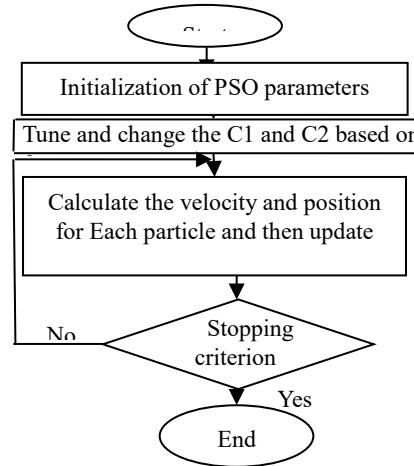 Start
Initialization of PSO parameters
Tune and change the C1 and C2 based on
Calculate the velocity and position
for Each particle and then update
No
Stopping
criterion
Yes
End